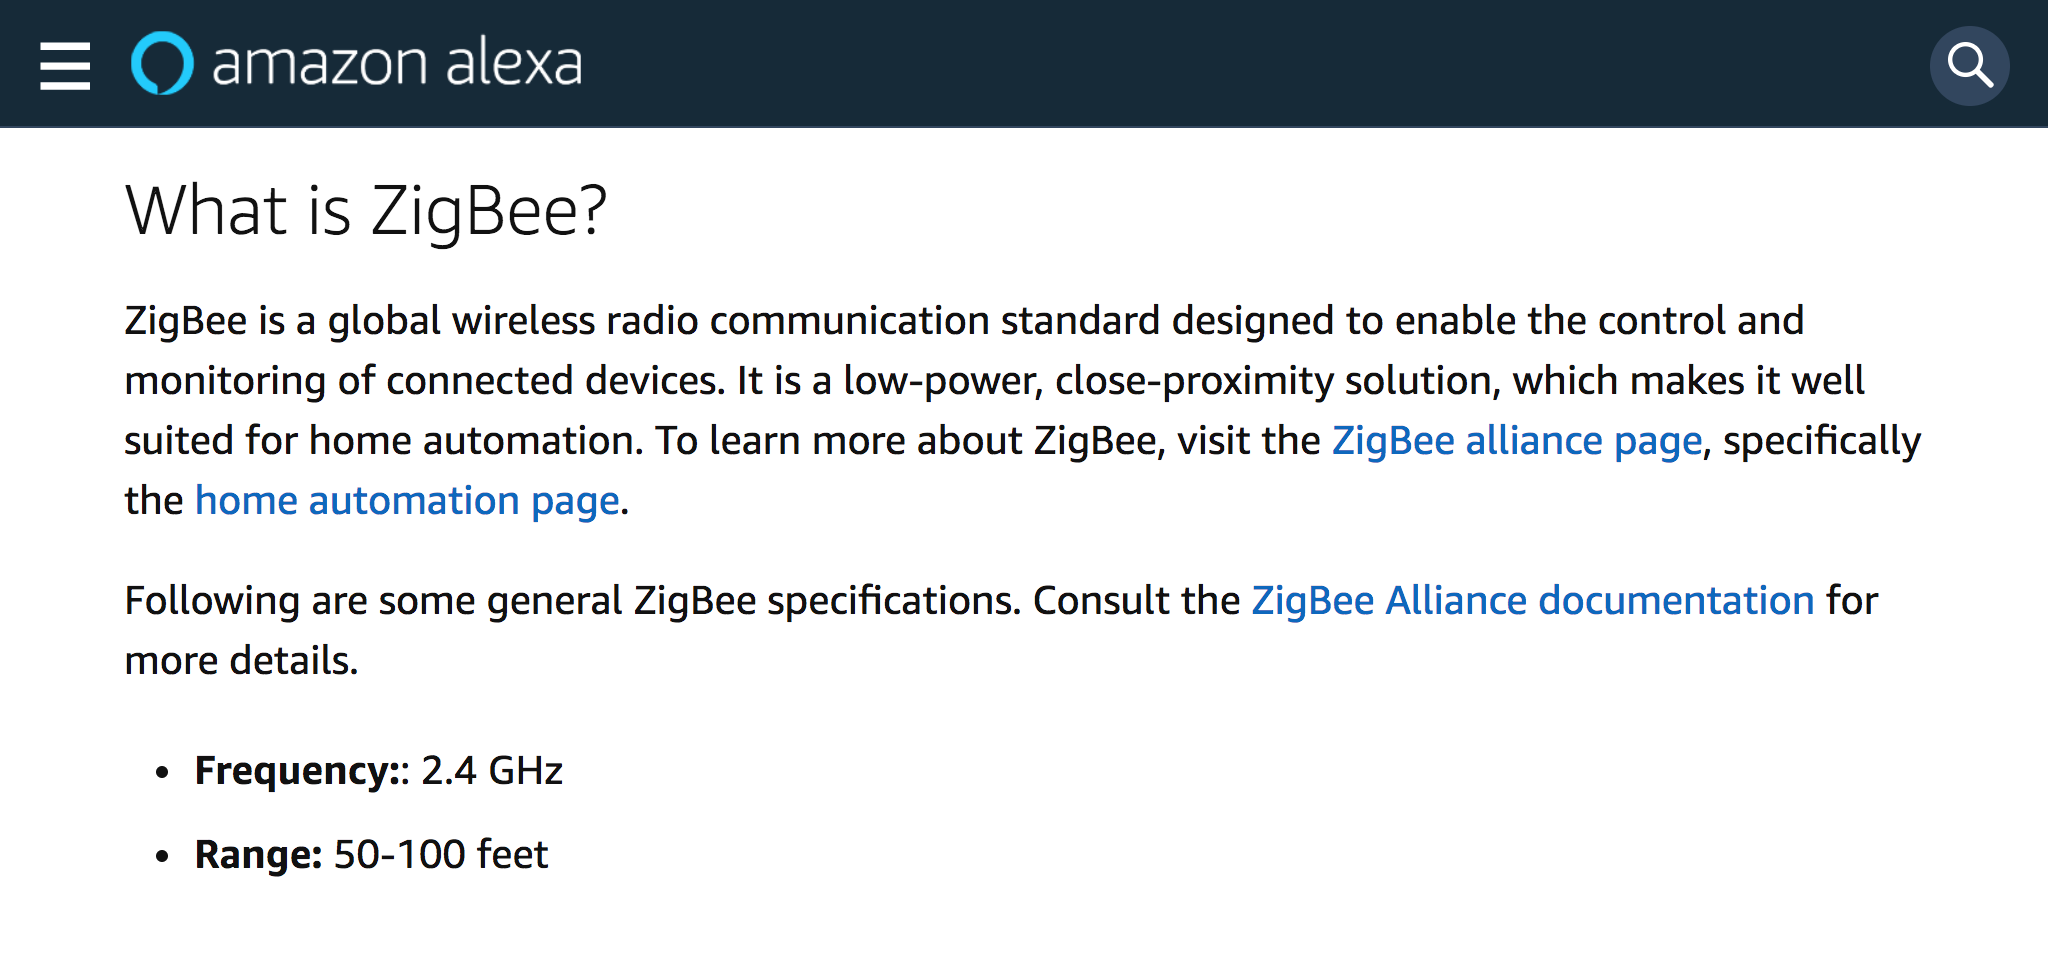 amazon alexa
What is ZigBee?
ZigBee is a global wireless radio communication standard designed to enable the control and
monitoring of connected devices. It is a low-power, close-proximity solution, which makes it well
suited for home automation. To learn more about ZigBee, visit the ZigBee alliance page, specifically
the home automation page.
Following are some general ZigBee specifications. Consult the ZigBee Alliance documentation for
more details.
• Frequency:: 2.4 GHz
• Range: 50-100 feet